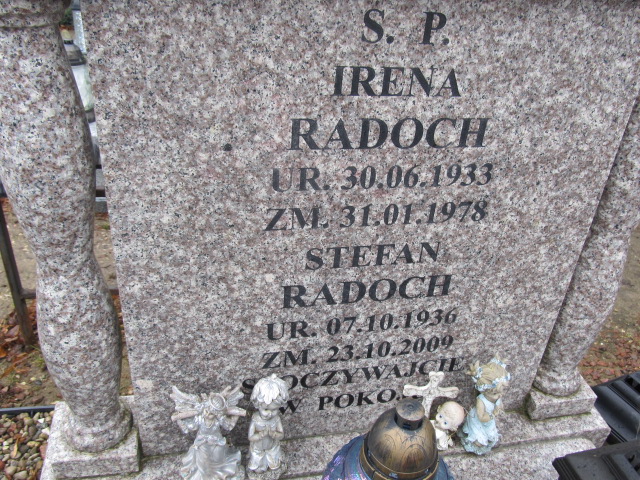 S. P.
IRENA
RADOCH
UR. 30.06.1933
ZM. 31.01.1978
STEFAN
RADOCH
UR. 07.10.1936
ZM. 23.10.2009
W